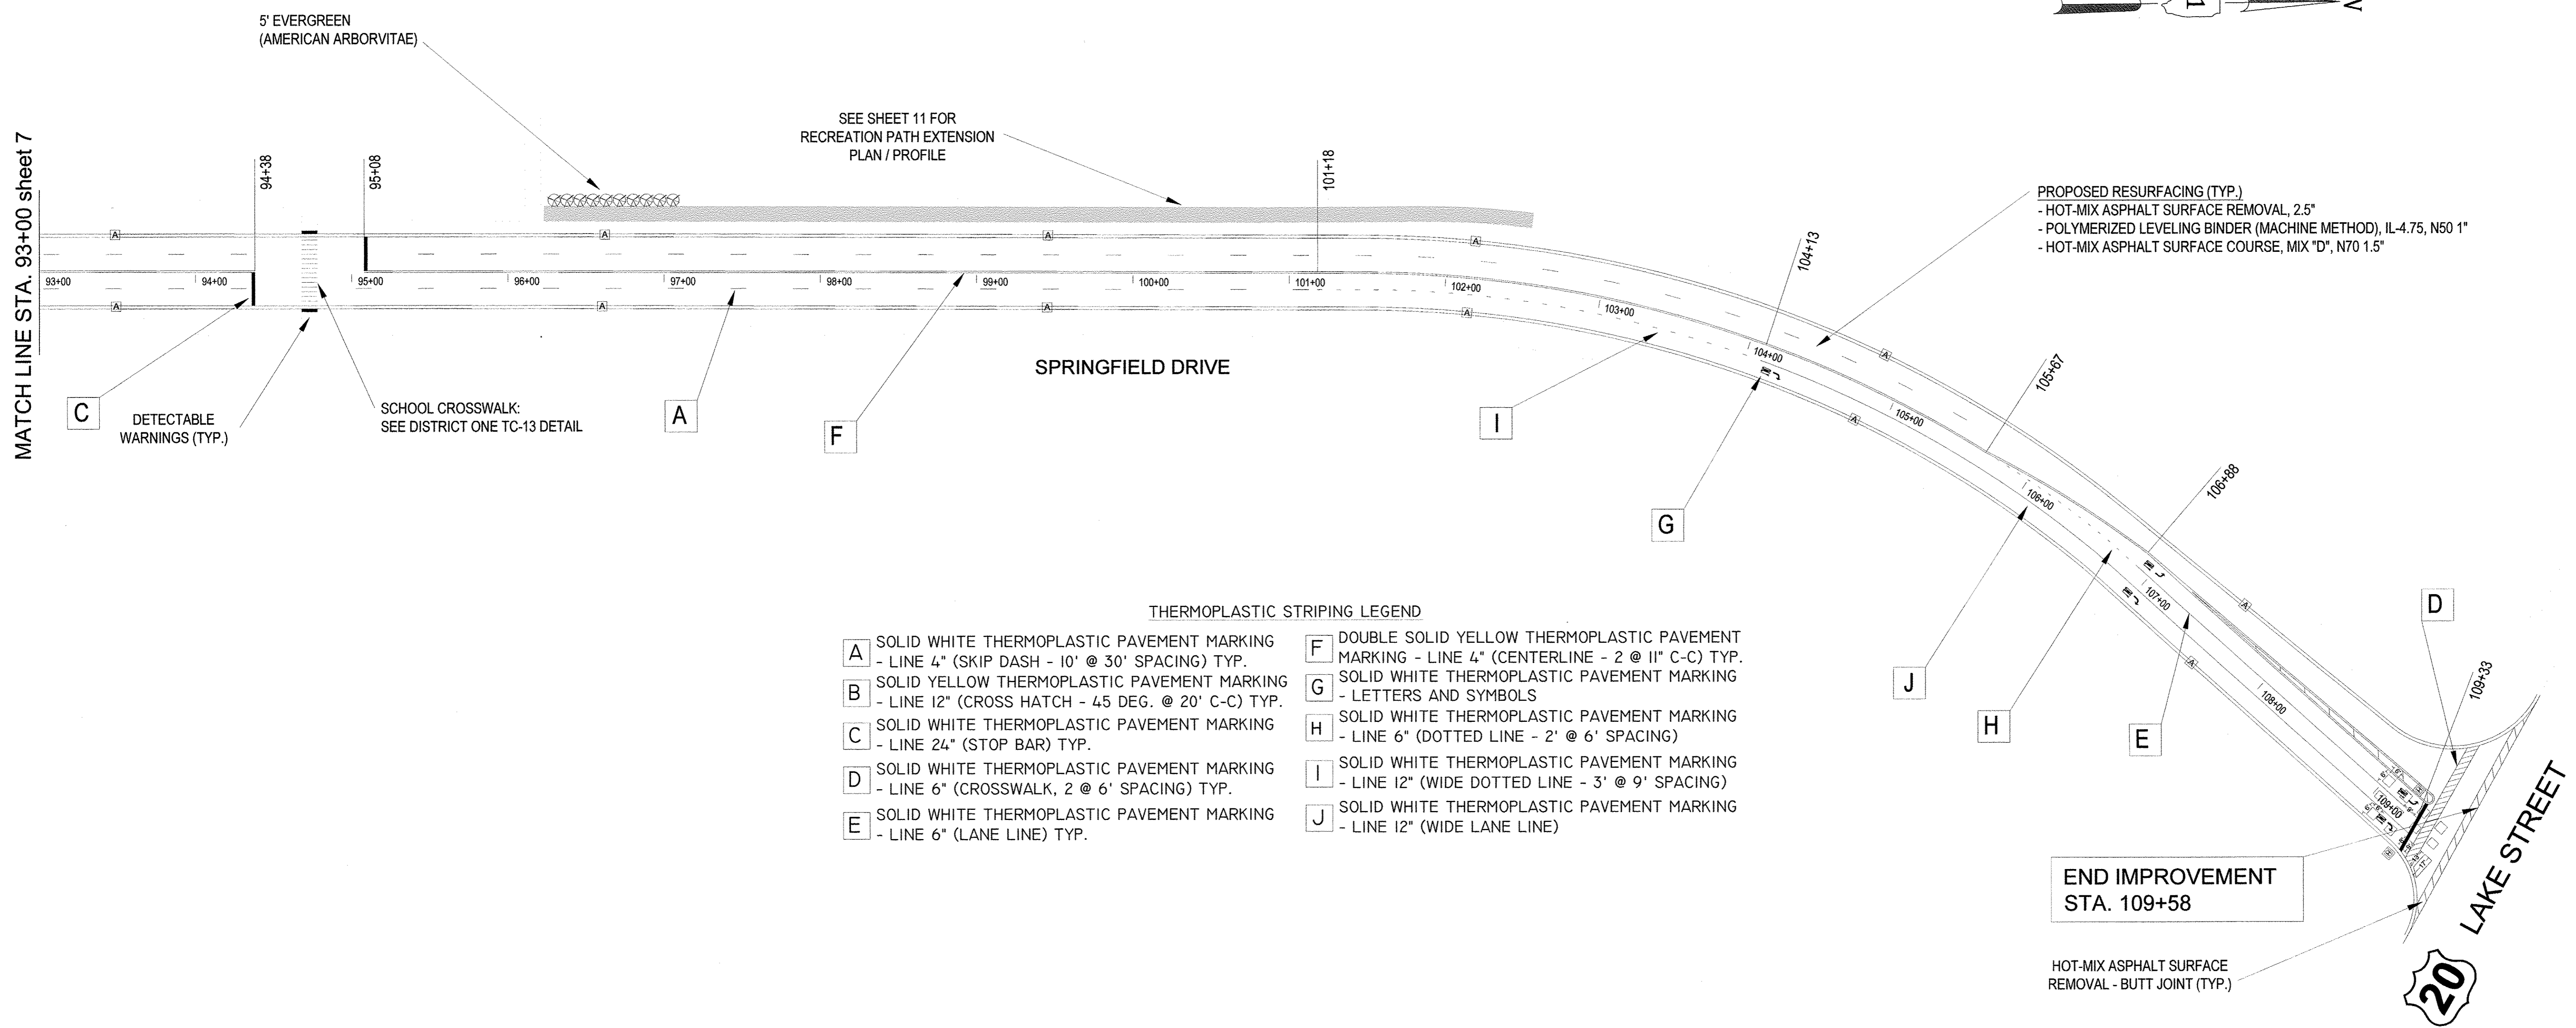 5' EVERGREEN
(AMERICAN ARBORVITAE)
1
MATCH LINE STA. 93+00 sheet 7
94+38
95+08
SEE SHEET 11 FOR
RECREATION PATH EXTENSION
PLAN / PROFILE
101+18
104+13
105+67
106+88
109+33
PROPOSED RESURFACING (TYP.)
- HOT-MIX ASPHALT SURFACE REMOVAL, 2.5"
- POLYMERIZED LEVELING BINDER (MACHINE METHOD), IL-4.75, N50 1"
- HOT-MIX ASPHALT SURFACE COURSE, MIX "D", N70 1.5"
A
A
A
A
A
A
93+00
94+00
95+00
96+00
97+00
98+00
99+00
100+00
101+00
102+00
103+00
104+00
105+00
106+00
107+00
108+00
109+00
A
A
A
A
A
A
H
H
C
DETECTABLE
WARNINGS (TYP.)
SCHOOL CROSSWALK:
SEE DISTRICT ONE TC-13 DETAIL
A
F
SPRINGFIELD DRIVE
I
G
J
H
E
D
THERMOPLASTIC STRIPING LEGEND
A SOLID WHITE THERMOPLASTIC PAVEMENT MARKING
- LINE 4" (SKIP DASH - 10' @ 30' SPACING) TYP.
B SOLID YELLOW THERMOPLASTIC PAVEMENT MARKING
- LINE 12" (CROSS HATCH - 45 DEG. @ 20' C-C) TYP.
C SOLID WHITE THERMOPLASTIC PAVEMENT MARKING
- LINE 24" (STOP BAR) TYP.
D SOLID WHITE THERMOPLASTIC PAVEMENT MARKING
- LINE 6" (CROSSWALK, 2 @ 6' SPACING) TYP.
E SOLID WHITE THERMOPLASTIC PAVEMENT MARKING
- LINE 6" (LANE LINE) TYP.
F DOUBLE SOLID YELLOW THERMOPLASTIC PAVEMENT
MARKING - LINE 4" (CENTERLINE - 2 @ 11" C-C) TYP.
G SOLID WHITE THERMOPLASTIC PAVEMENT MARKING
- LETTERS AND SYMBOLS
H SOLID WHITE THERMOPLASTIC PAVEMENT MARKING
- LINE 6" (DOTTED LINE - 2' @ 6' SPACING)
I SOLID WHITE THERMOPLASTIC PAVEMENT MARKING
- LINE 12" (WIDE DOTTED LINE - 3' @ 9' SPACING)
J SOLID WHITE THERMOPLASTIC PAVEMENT MARKING
- LINE 12" (WIDE LANE LINE)
END IMPROVEMENT
STA. 109+58
HOT-MIX ASPHALT SURFACE
REMOVAL - BUTT JOINT (TYP.)
LAKE STREET
20